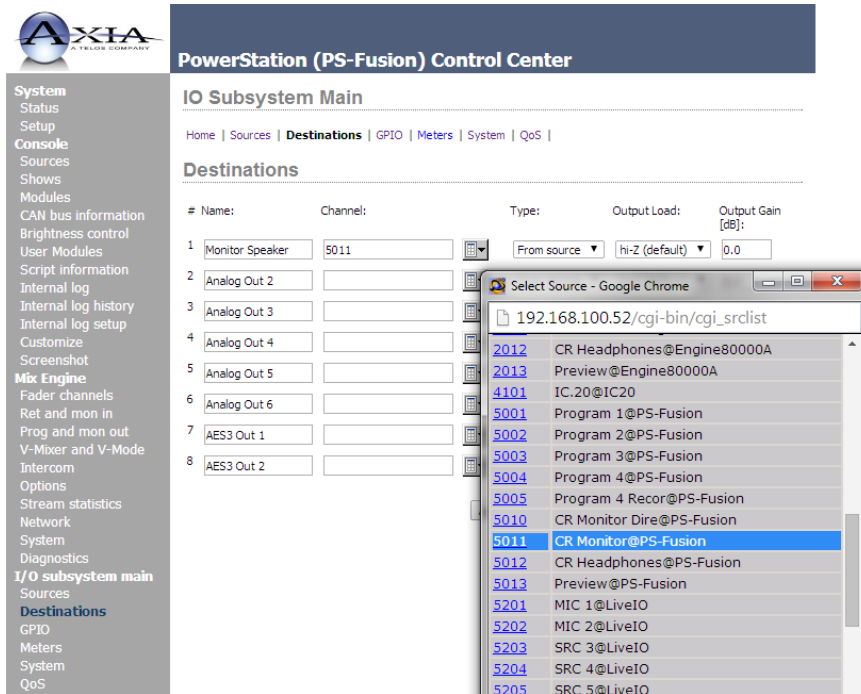 AXIA
A TELOS COMPANY
PowerStation (PS-Fusion) Control Center
System
Status
Setup
Console
Sources
Shows
Modules
CAN bus information
Brightness control
User Modules
Script information
Internal log
Internal log history
Internal log setup
Customize
Screenshot
Mix Engine
Fader channels
Ret and mon in
Prog and mon out
V-Mixer and V-Mode
Intercom
Options
Stream statistics
Network
System
Diagnostics
I/O subsystem main
Sources
Destinations
GPIO
Meters
System
QoS
IO Subsystem Main
Home | Sources | Destinations | GPIO | Meters | System | QoS |
Destinations
# Name: Channel: Type: Output Load: Output Gain [dB]:
1 Monitor Speaker 5011 From source hi-Z (default) 0.0
2 Analog Out 2
3 Analog Out 3
4 Analog Out 4
5 Analog Out 5
6 Analog Out 6
7 AES3 Out 1
8 AES3 Out 2
Select Source - Google Chrome
192.168.100.52/cgi-bin/cgi_srclist
2012 CR Headphones@Engine80000A
2013 Preview@Engine80000A
4101 IC.20@IC20
5001 Program 1@PS-Fusion
5002 Program 2@PS-Fusion
5003 Program 3@PS-Fusion
5004 Program 4@PS-Fusion
5005 Program 4 Recor@PS-Fusion
5010 CR Monitor Dire@PS-Fusion
5011 CR Monitor@PS-Fusion
5012 CR Headphones@PS-Fusion
5013 Preview@PS-Fusion
5201 MIC 1@LiveIO
5202 MIC 2@LiveIO
5203 SRC 3@LiveIO
5204 SRC 4@LiveIO
5205 SRC 5@LiveIO